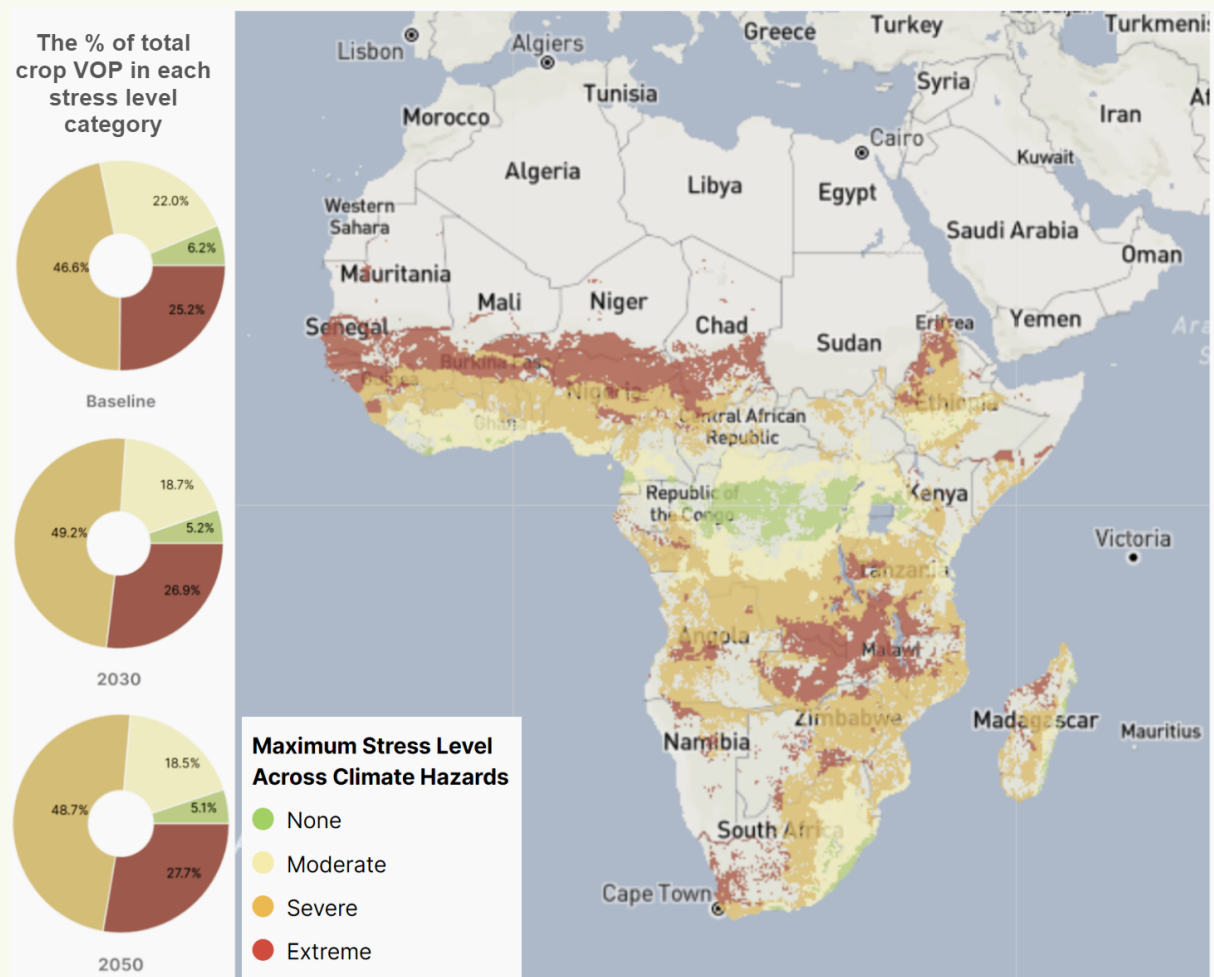 The % of total
crop VOP in each
stress level
category
22.0%
6.2%
46.6%
25.2%
Baseline
18.7%
5.2%
49.2%
26.9%
2030
18.5%
5.1%
48.7%
27.7%
2050
Lisbon
Algiers
Greece
Turkey
Turkmenis
Tunisia
Syria
Morocco
Iran
Af
Cairo
Kuwait
Algeria
Libya
Egypt
Western
Sahara
Saudi Arabia
Oman
Mauritania
Mali
Niger
Chad
Sudan
Eritrea
Yemen
Ara
S
Senegal
Burkina Faso
Guinea
Nigeria
Ghana
Central African
Republic
Ethiopia
Republic of
the Congo
Kenya
Victoria
Tanzania
Angola
Malawi
Zimbabwe
Namibia
Madagascar
Mauritius
South Africa
Cape Town
Maximum Stress Level
Across Climate Hazards
None
Moderate
Severe
Extreme